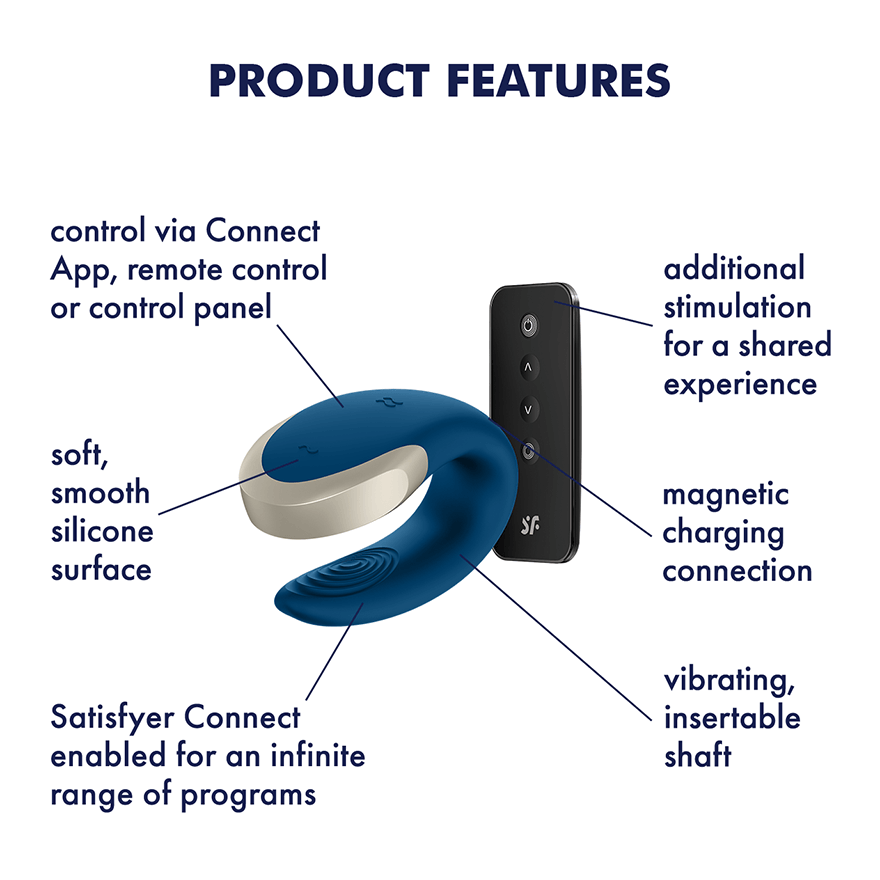 PRODUCT FEATURES
control via Connect
App, remote control
or control panel
additional
stimulation
for a shared
experience
soft,
smooth
silicone
surface
magnetic
charging
connection
sf
Satisfyer Connect
enabled for an infinite
range of programs
vibrating,
insertable
shaft